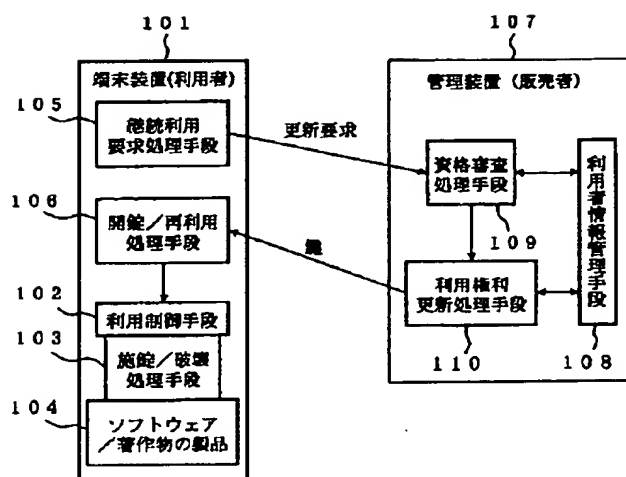 101
107
端末装置(利用者)
管理装置(販売者)
105
継続利用
要求処理手段
更新要求
資格審査
処理手段
109
利用者情報管理手段
108
106
開錠/再利用
処理手段
鍵
利用権利
更新処理手段
110
102
利用制御手段
103
施錠/破壊
処理手段
104
ソフトウェア
/著作物の製品